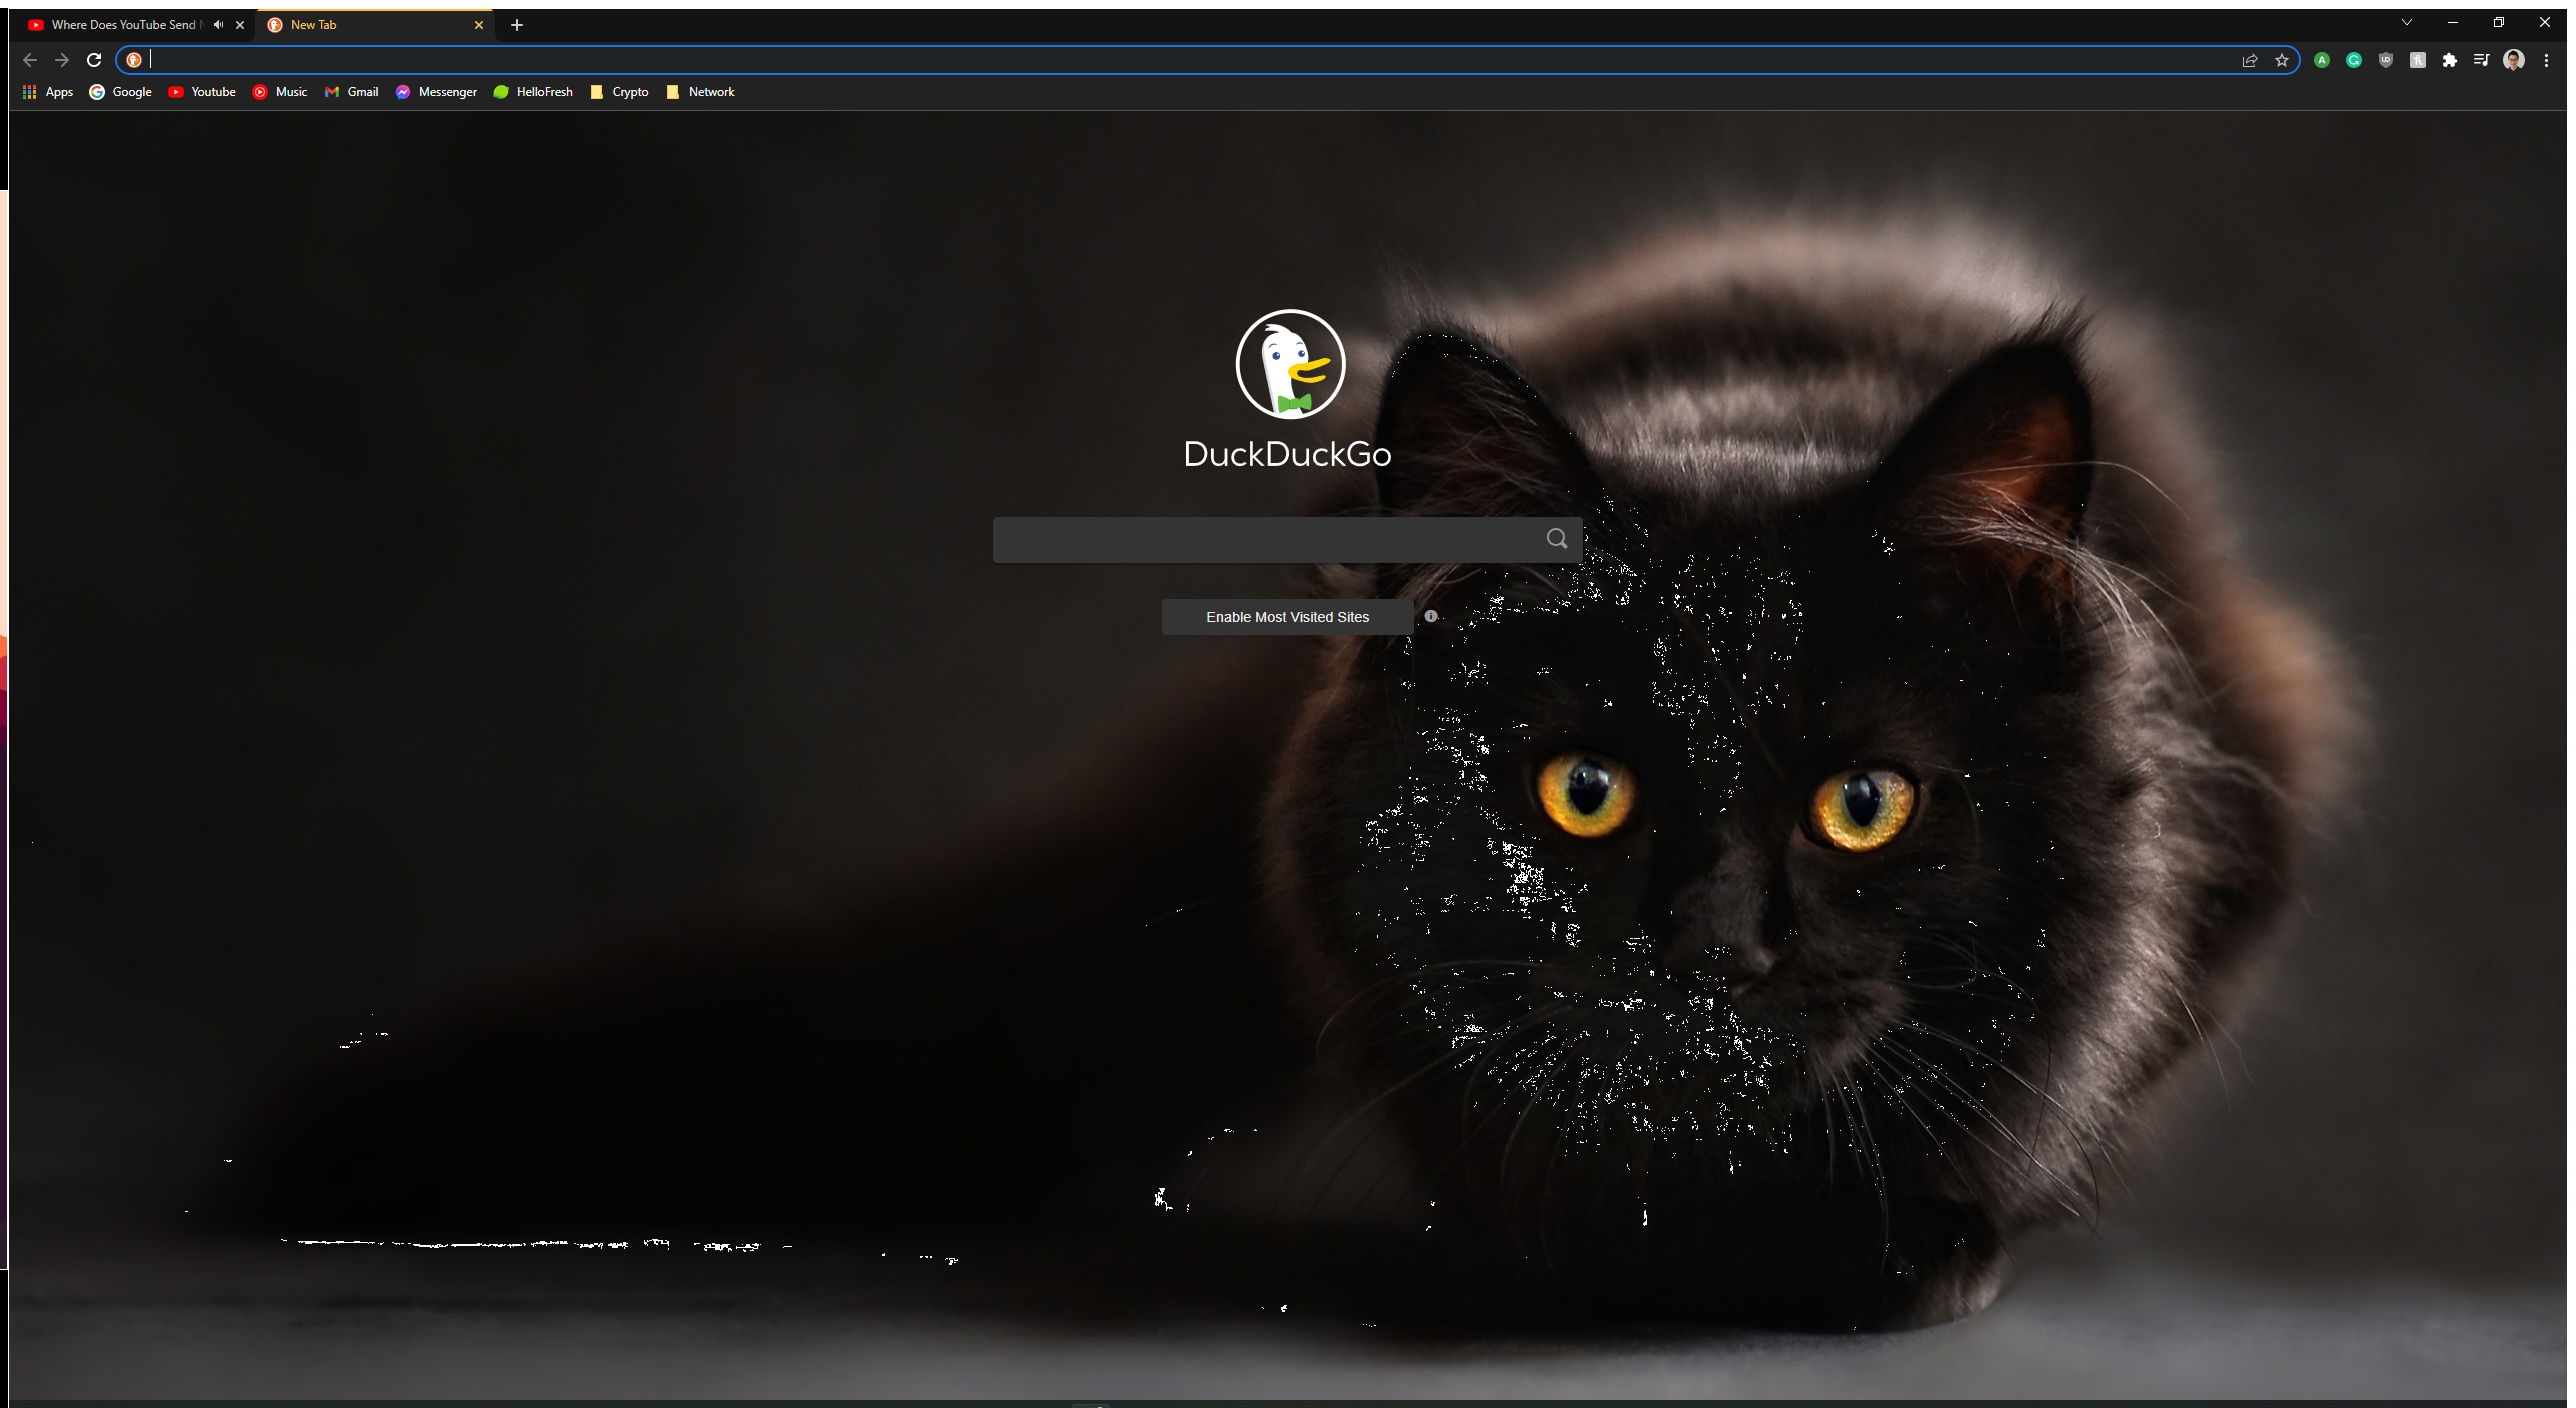 Where Does YouTube Send N
New Tab
Apps
Google
Youtube
Music
Gmail
Messenger
HelloFresh
Crypto
Network
DuckDuckGo
Enable Most Visited Sites